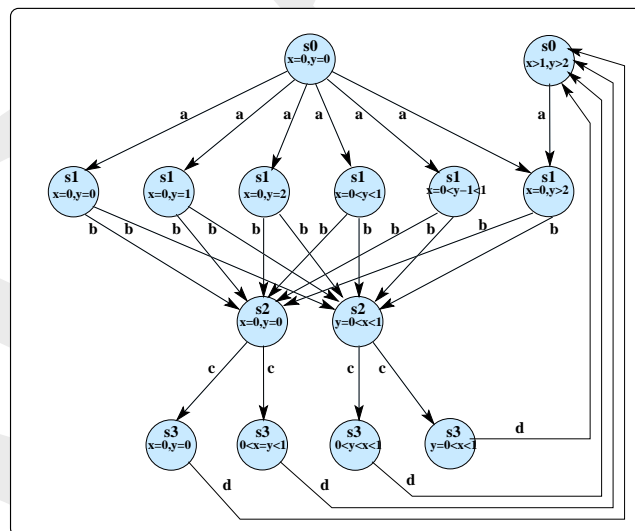 s0
x=0,y=0
s0
x>1,y>2
a a a a a a
s1
x=0,y=0
s1
x=0,y=1
s1
x=0,y=2
s1
x=0<y<1
s1
x=0<y−1<1
s1
x=0,y>2
b b b b b b b b b b b b
s2
x=0,y=0
s2
y=0<x<1
c c c c
s3
x=0,y=0
s3
0<x=y<1
s3
0<y<x<1
s3
y=0<x<1
d
d d d